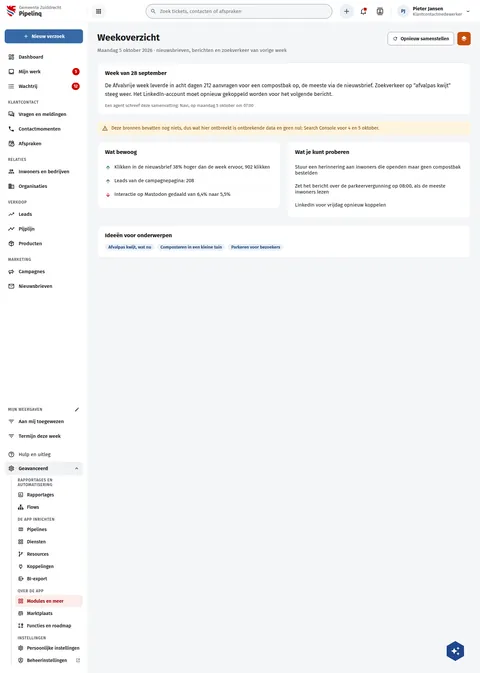 Gemeente Zuiddrecht
Pipelinq
Zoek tickets, contacten of afspraken
PJ
Pieter Jansen
Klantcontactmedewerker
+ Nieuw verzoek
Dashboard
Mijn werk
Wachtrij
KLANTCONTACT
Vragen en meldingen
Contactmomenten
Afspraken
RELATIES
Inwoners en bedrijven
Organisaties
VERKOOP
Leads
Pijplijn
Producten
MARKETING
Campagnes
Nieuwsbrieven
MIJN WEERGAVEN
Aan mij toegewezen
Termijn deze week
Hulp en uitleg
Geavanceerd
RAPPORTAGES EN
AUTOMATISERING
Rapportages
Flows
DE APP INRICHTEN
Pipelines
Diensten
Resources
Koppelingen
BI-export
OVER DE APP
Modules en meer
Marktplaats
Functies en roadmap
INSTELLINGEN
Persoonlijke instellingen
Beheerinstellingen
Weekoverzicht
Maandag 5 oktober 2026 · nieuwsbrieven, berichten en zoekverkeer van vorige week
Opnieuw samenstellen
Week van 28 september
De Afvalvrije week leverde in acht dagen 212 aanvragen voor een compostbak op, de meeste via de nieuwsbrief. Zoekverkeer op "afvalpas kwijt"
steeg weer. Het LinkedIn-account moet opnieuw gekoppeld worden voor het volgende bericht.
Een agent schreef deze samenvatting: Iban, op maandag 5 oktober om 07:00.
Deze bronnen bevatten nog niets, dus wat hier ontbreekt is ontbrekende data en geen nul: Search Console voor 4 en 5 oktober.
Wat bewoog
Klikken in de nieuwsbrief 38% hoger dan de week ervoor, 902 klikken
Leads van de campagnepagina: 208
Interactie op Mastodon gedaald van 6,4% naar 5,5%
Wat je kunt proberen
Stuur een herinnering aan inwoners die openden maar geen compostbak
bestelden
Zet het bericht over de parkeervergunning op 08:00, als de meeste
inwoners lezen
LinkedIn voor vrijdag opnieuw koppelen
Ideeën voor onderwerpen
Afvalpas kwijt, wat nu
Composteren in een kleine tuin
Parkeren voor bezoekers